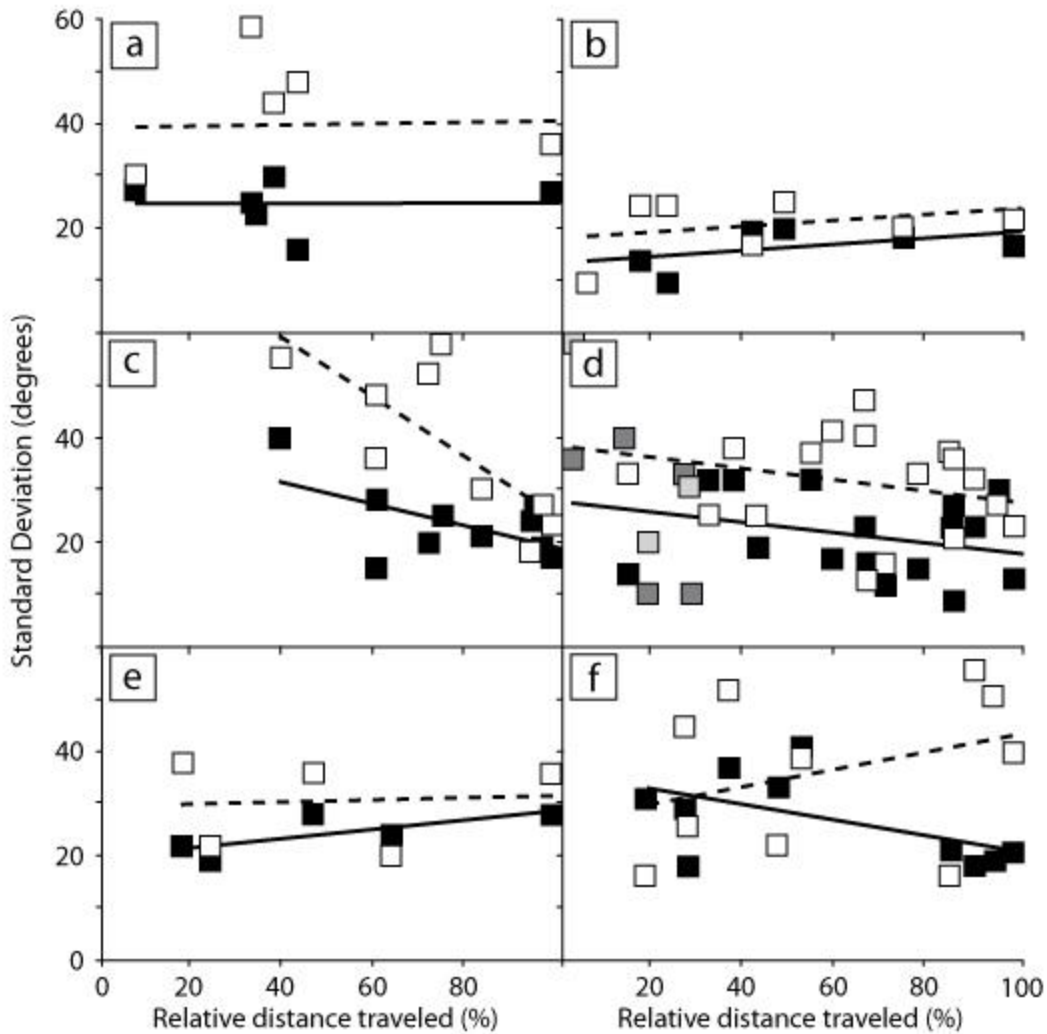 60
a
b
40
20
Standard Deviation (degrees)
c
d
40
20
e
f
40
20
0
0 20 40 60 80 20 40 60 80 100
Relative distance traveled (%) Relative distance traveled (%)